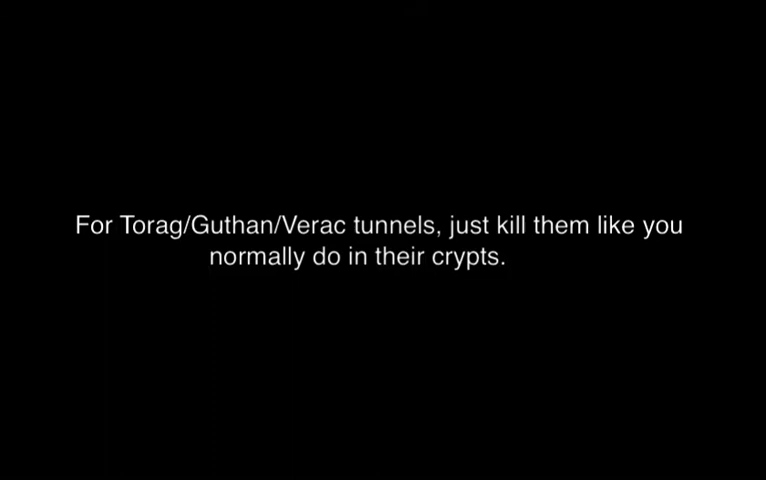 For Torag/Guthan/Verac tunnels, just kill them like you
normally do in their crypts.